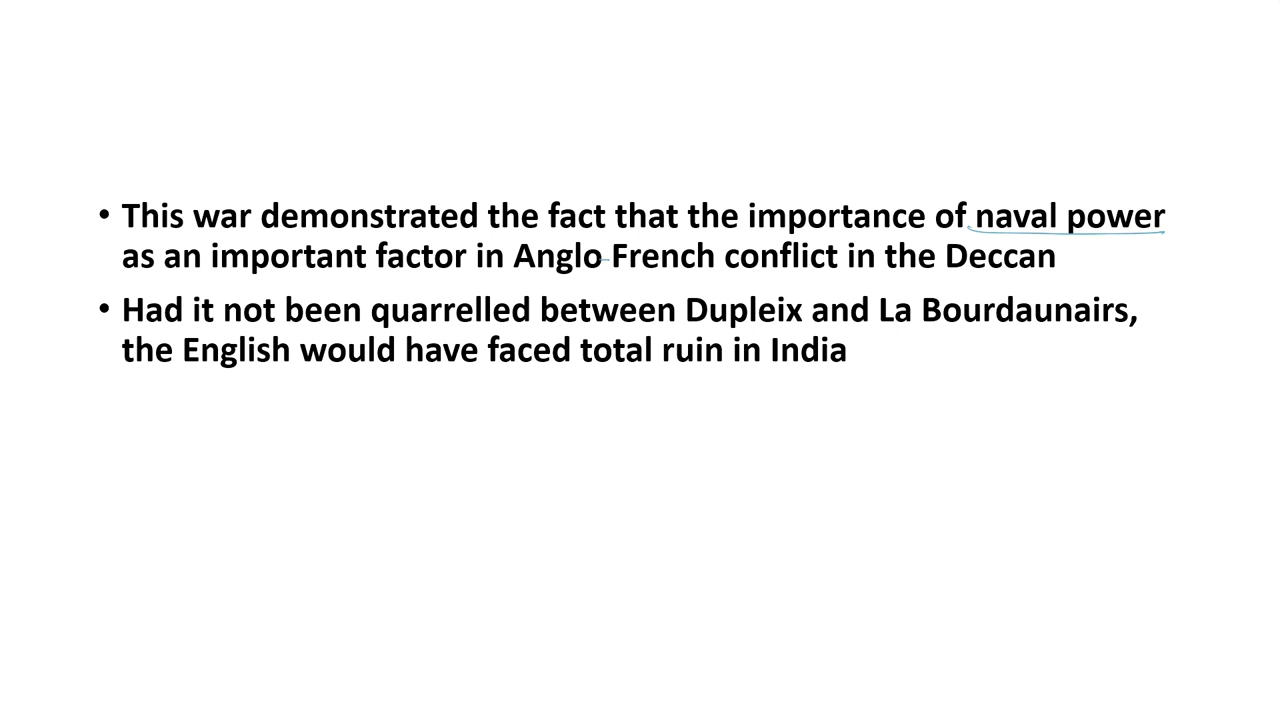 • This war demonstrated the fact that the importance of naval power
as an important factor in Anglo-French conflict in the Deccan
• Had it not been quarrelled between Dupleix and La Bourdaunairs,
the English would have faced total ruin in India